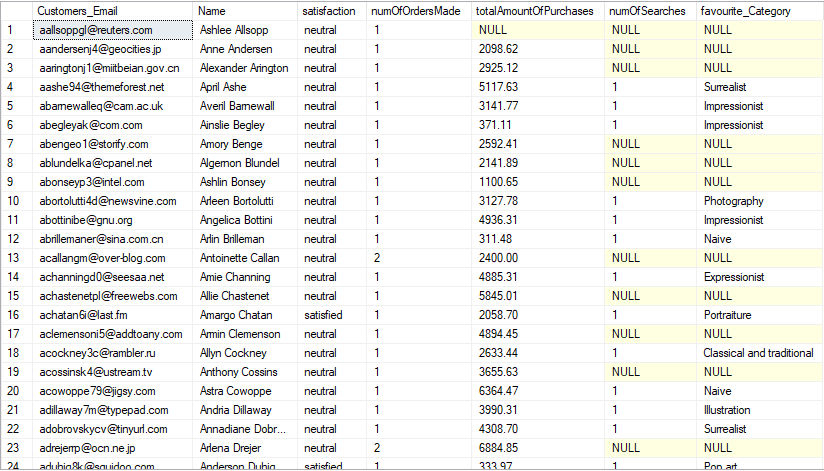 Customers_Email Name satisfaction numOfOrdersMade totalAmountOfPurchases numOfSearches favourite_Category
1 aallsoppgl@reuters.com Ashlee Allsopp neutral 1 NULL NULL NULL
2 aandersenj4@geocities.jp Anne Andersen neutral 1 2098.62 NULL NULL
3 aaringtonj1@miitbeian.gov.cn Alexander Arington neutral 1 2925.12 NULL NULL
4 aashe94@themeforest.net April Ashe neutral 1 5117.63 1 Surrealist
5 abarnewalleq@cam.ac.uk Averil Barnewall neutral 1 3141.77 1 Impressionist
6 abegleyak@com.com Ainslie Begley neutral 1 371.11 1 Impressionist
7 abengeo1@storify.com Amory Benge neutral 1 2592.41 NULL NULL
8 ablundelka@cpanel.net Algernon Blundel neutral 1 2141.89 NULL NULL
9 abonseyp3@intel.com Ashlin Bonsey neutral 1 1100.65 NULL NULL
10 abortolutti4d@newsvine.com Arleen Bortolutti neutral 1 3127.78 1 Photography
11 abottinibe@gnu.org Angelica Bottini neutral 1 4936.31 1 Impressionist
12 abrillemaner@sina.com.cn Arlin Brilleman neutral 1 311.48 1 Naive
13 acallangm@over-blog.com Antoinette Callan neutral 2 2400.00 NULL NULL
14 achanningd0@seesaa.net Amie Channing neutral 1 4885.31 1 Expressionist
15 achastenetpl@freewebs.com Allie Chastenet neutral 1 5845.01 NULL NULL
16 achatan6i@last.fm Amargo Chatan satisfied 1 2058.70 1 Portraiture
17 aclemensoni5@addtoany.com Armin Clemenson neutral 1 4894.45 NULL NULL
18 acockney3c@rambler.ru Allyn Cockney neutral 1 2633.44 1 Classical and traditional
19 acossinsk4@ustream.tv Anthony Cossins neutral 1 3655.63 NULL NULL
20 acowoppe79@jigsy.com Astra Cowoppe neutral 1 6364.47 1 Naive
21 adillaway7m@typepad.com Andria Dillaway neutral 1 3990.31 1 Illustration
22 adobrovskycv@tinyurl.com Annadiane Dobr... neutral 1 4308.70 1 Surrealist
23 adrejerrp@ocn.ne.jp Arlena Drejer neutral 2 6884.85 NULL NULL
24 aduhig8k@squidoo.com Anderson Duhig satisfied 1 333.97 1 Pop art